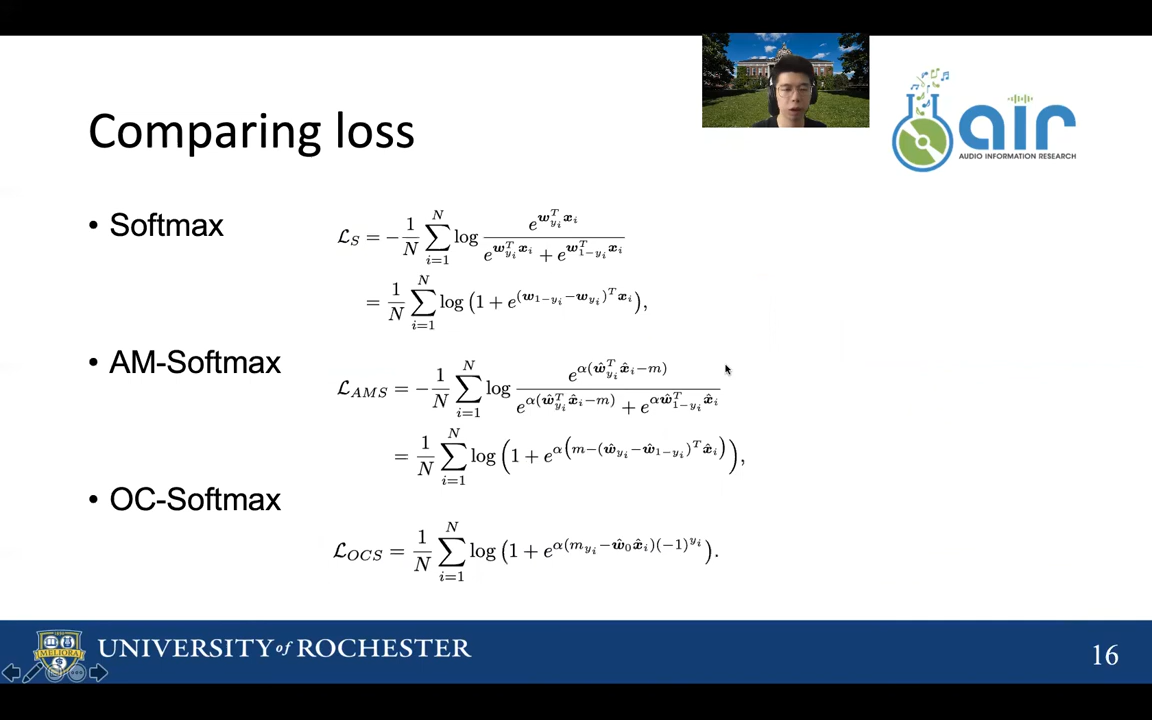 Comparing loss
air
AUDIO INFORMATION RESEARCH
• Softmax
$\mathcal{L}_S = -\frac{1}{N}\sum_{i=1}^{N}\log\frac{e^{\boldsymbol{w}_{y_i}^T\boldsymbol{x}_i}}{e^{\boldsymbol{w}_{y_i}^T\boldsymbol{x}_i}+e^{\boldsymbol{w}_{1-y_i}^T\boldsymbol{x}_i}}$
$= \frac{1}{N}\sum_{i=1}^{N}\log\left(1+e^{(\boldsymbol{w}_{1-y_i}-\boldsymbol{w}_{y_i})^T\boldsymbol{x}_i}\right),$
• AM-Softmax
$\mathcal{L}_{AMS} = -\frac{1}{N}\sum_{i=1}^{N}\log\frac{e^{\alpha(\hat{\boldsymbol{w}}_{y_i}^T\hat{\boldsymbol{x}}_i-m)}}{e^{\alpha(\hat{\boldsymbol{w}}_{y_i}^T\hat{\boldsymbol{x}}_i-m)}+e^{\alpha\hat{\boldsymbol{w}}_{1-y_i}^T\hat{\boldsymbol{x}}_i}}$
$= \frac{1}{N}\sum_{i=1}^{N}\log\left(1+e^{\alpha\left(m-(\hat{\boldsymbol{w}}_{y_i}-\hat{\boldsymbol{w}}_{1-y_i})^T\hat{\boldsymbol{x}}_i\right)}\right),$
• OC-Softmax
$\mathcal{L}_{OCS} = \frac{1}{N}\sum_{i=1}^{N}\log\left(1+e^{\alpha(m_{y_i}-\hat{\boldsymbol{w}}_0\hat{\boldsymbol{x}}_i)(-1)^{y_i}}\right).$
MELIORA
UNIVERSITY of ROCHESTER
16